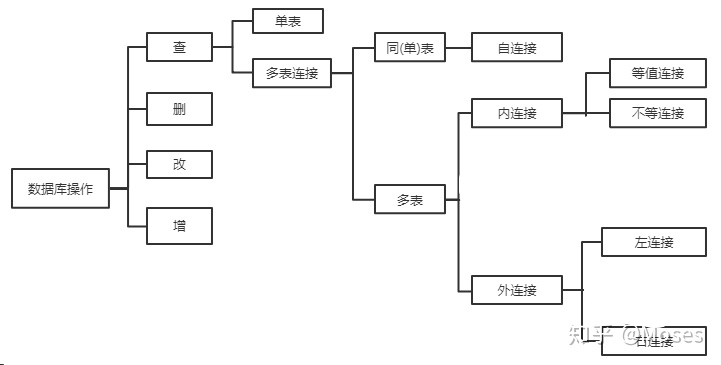 数据库操作
查
删
改
增
单表
多表连接
同(单)表
自连接
多表
内连接
等值连接
不等连接
外连接
左连接
右连接
知乎 @Moses